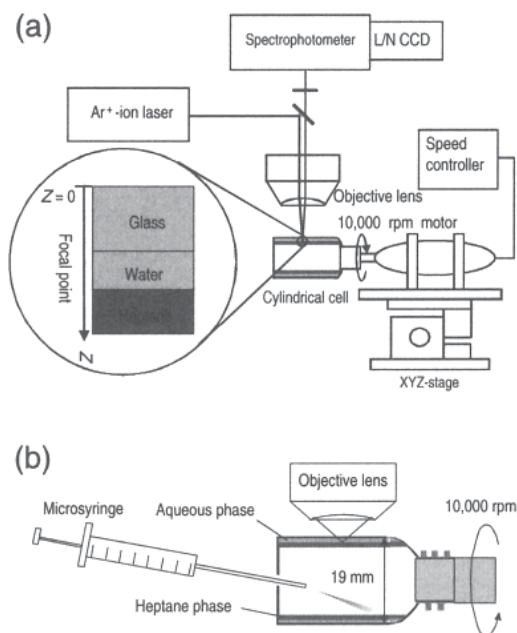 (a)
Spectrophotometer
L/N CCD
Ar⁺-ion laser
Speed
controller
Objective lens
Z = 0
Glass
Water
Heptane
Focal point
Z
10,000 rpm motor
Cylindrical cell
XYZ-stage
(b)
Objective lens
Microsyringe
Aqueous phase
10,000 rpm
19 mm
Heptane phase